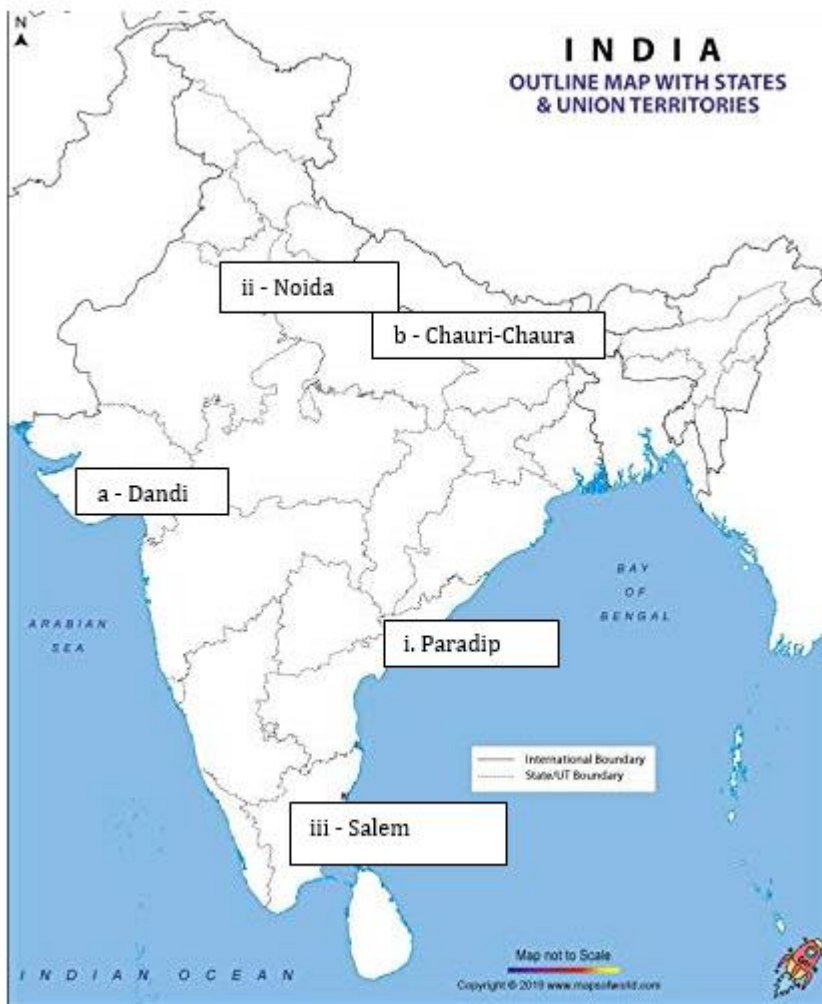 N
INDIA
OUTLINE MAP WITH STATES
& UNION TERRITORIES
ii - Noida
b - Chauri-Chaura
a - Dandi
BAY
OF
BENGAL
ARABIAN
SEA
i. Paradip
International Boundary
State/UT Boundary
iii - Salem
Map not to Scale
INDIAN OCEAN
Copyright © 2019 www.mapsofworld.com